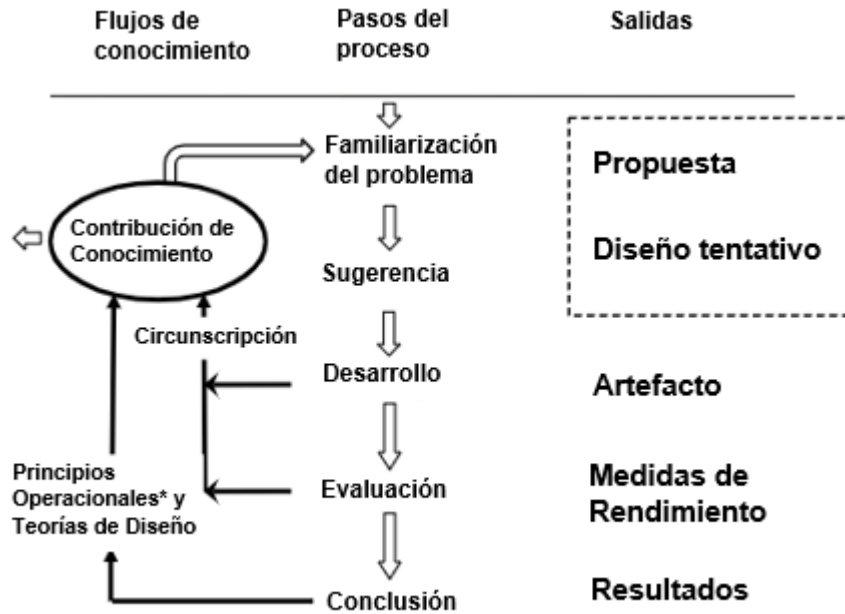 Flujos de
conocimiento
Pasos del
proceso
Salidas
Familiarización
del problema
Propuesta
Contribución de
Conocimiento
Diseño tentativo
Sugerencia
Circunscripción
Desarrollo
Artefacto
Principios
Operacionales* y
Teorías de Diseño
Evaluación
Medidas de
Rendimiento
Conclusión
Resultados